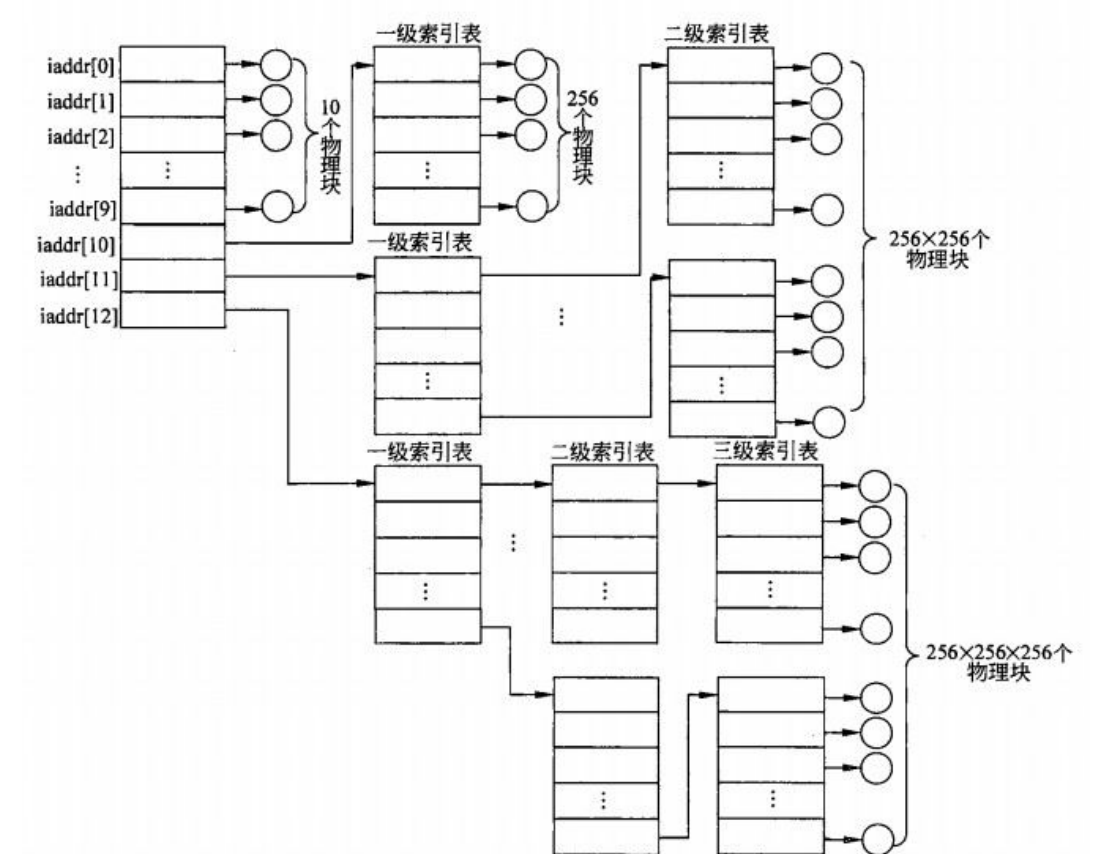 一级索引表
二级索引表
iaddr[0]
iaddr[1]
iaddr[2]
⋮
iaddr[9]
iaddr[10]
iaddr[11]
iaddr[12]
10
个
物
理
块
256
个
物
理
块
一级索引表
256×256个
物理块
一级索引表
二级索引表
三级索引表
256×256×256个
物理块